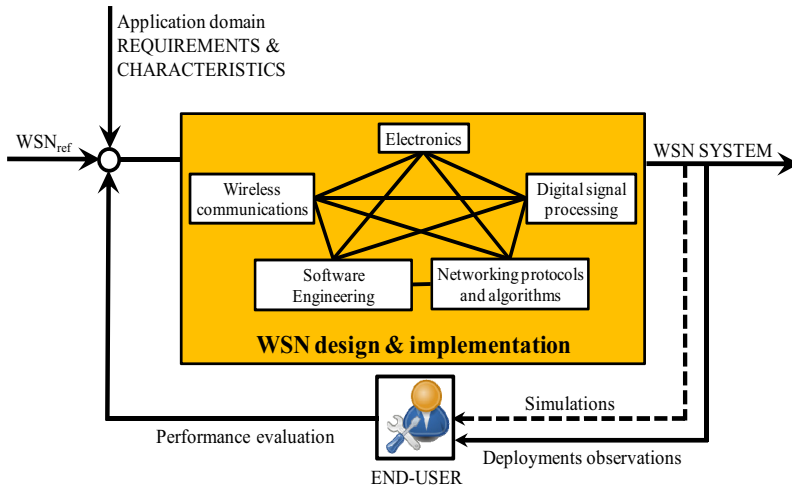 Application domain
REQUIREMENTS &
CHARACTERISTICS
WSNref
Electronics
WSN SYSTEM
Wireless
communications
Digital signal
processing
Software
Engineering
Networking protocols
and algorithms
WSN design & implementation
Simulations
Performance evaluation
Deployments observations
END-USER